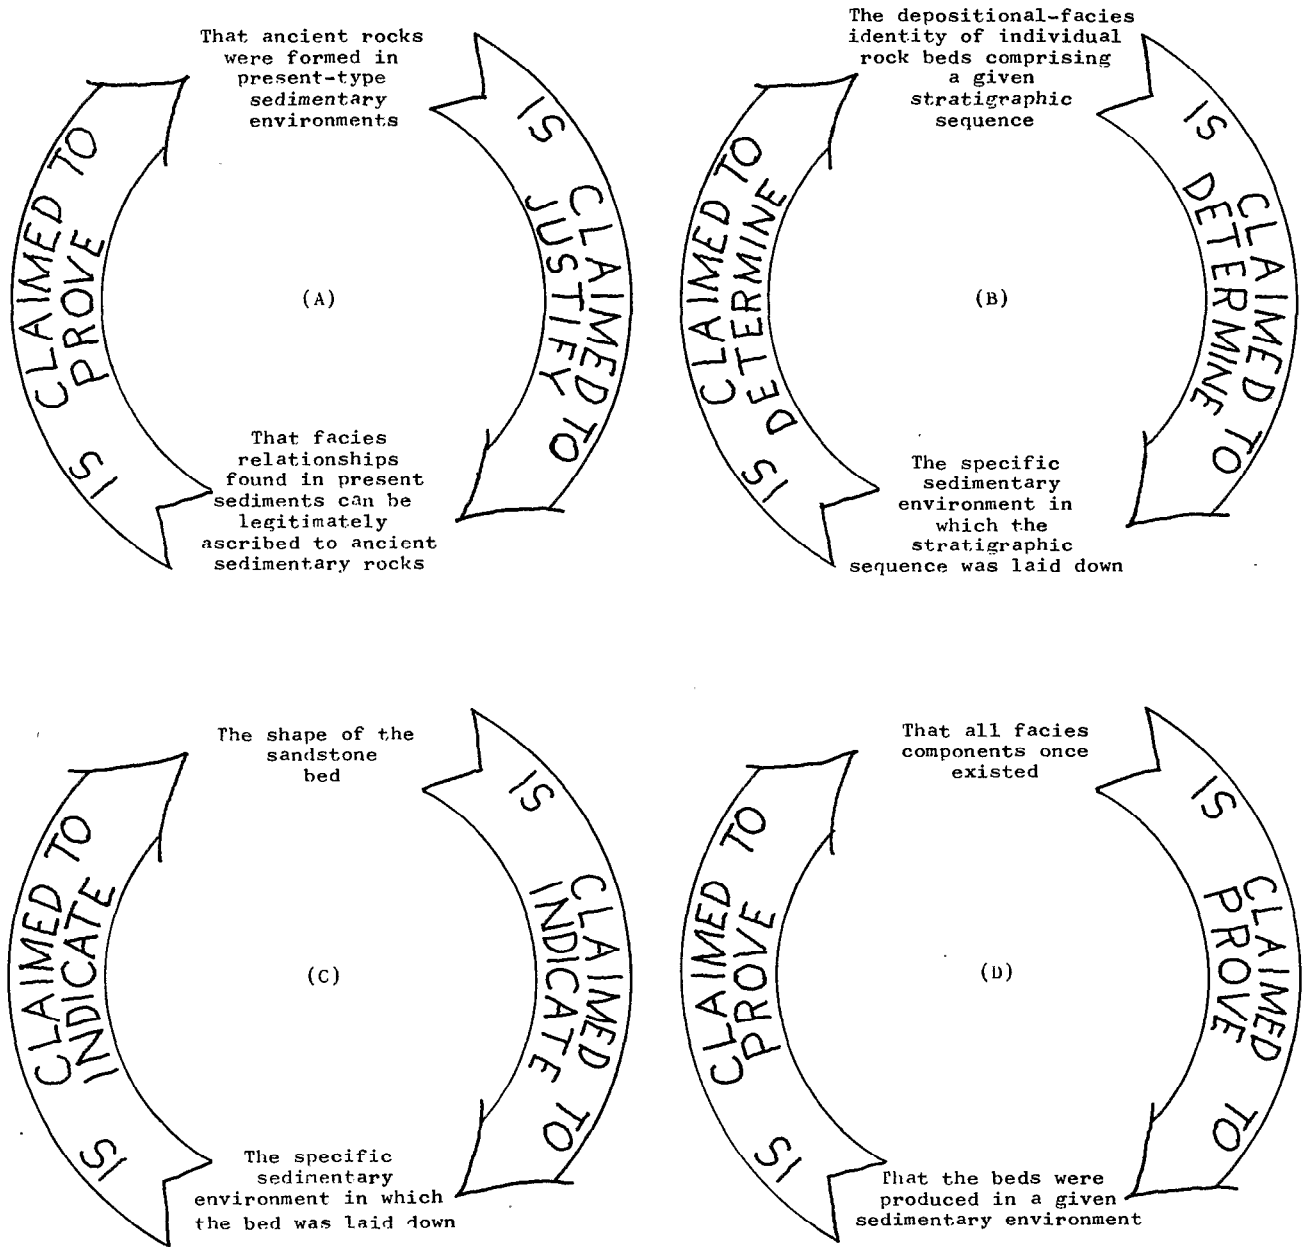 That ancient rocks
were formed in
present-type
sedimentary
environments
IS CLAIMED TO
JUSTIFY
(A)
That facies
relationships
found in present
sediments can be
legitimately
ascribed to ancient
sedimentary rocks
IS CLAIMED TO
PROVE
The depositional-facies
identity of individual
rock beds comprising
a given
stratigraphic
sequence
IS CLAIMED TO
DETERMINE
(B)
The specific
sedimentary
environment in
which the
stratigraphic
sequence was laid down
IS CLAIMED TO
DETERMINE
The shape of the
sandstone
bed
IS CLAIMED TO
INDICATE
(C)
The specific
sedimentary
environment in which
the bed was laid down
IS CLAIMED TO
INDICATE
That all facies
components once
existed
IS CLAIMED TO
PROVE
(D)
That the beds were
produced in a given
sedimentary environment
IS CLAIMED TO
PROVE